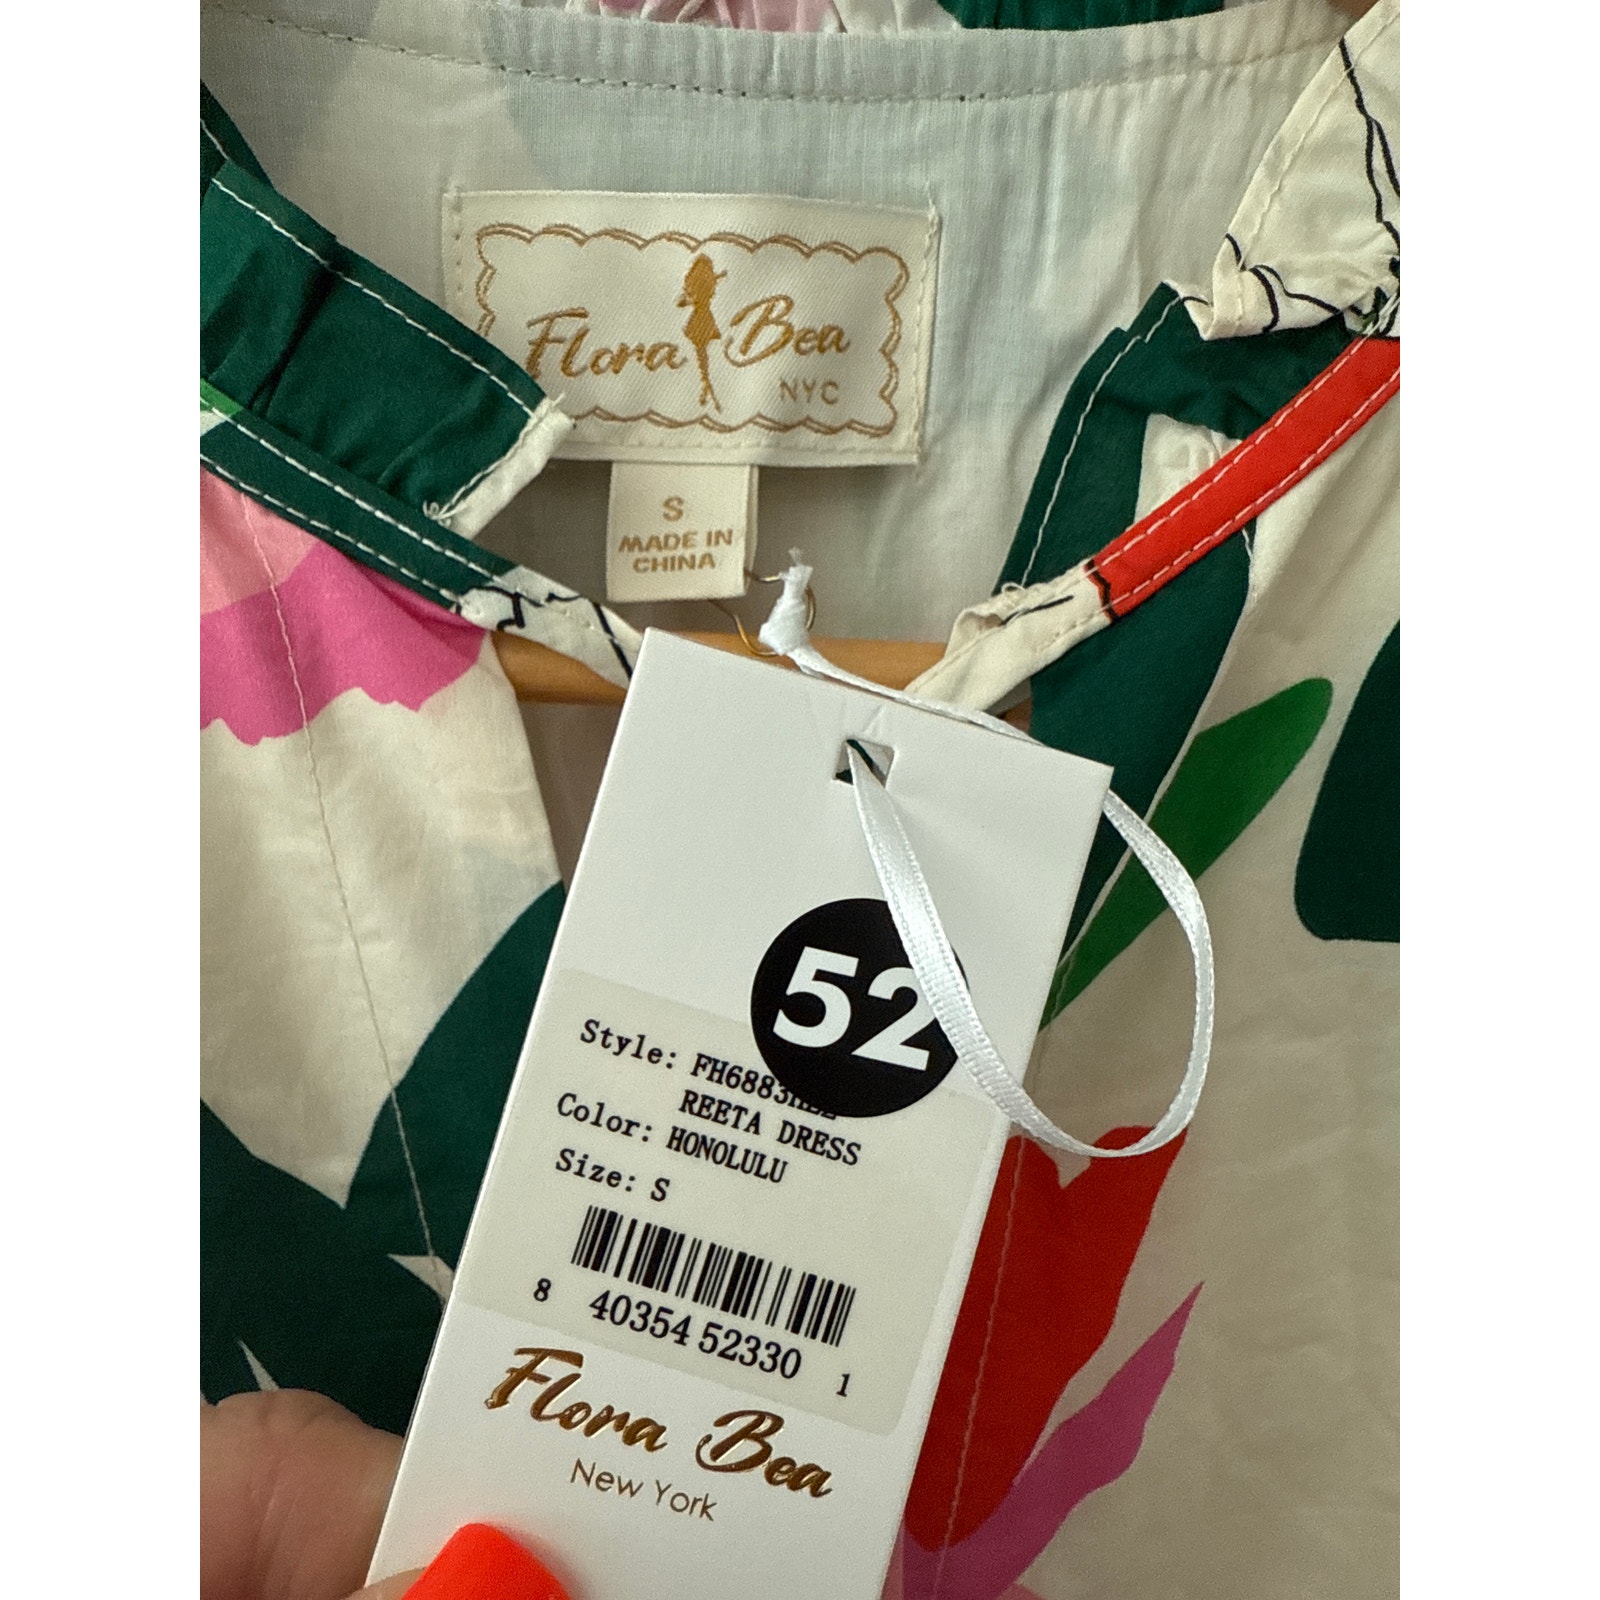 Flora Bea
NYC
S
MADE IN
CHINA
52
Style:
REETA DRESS
Color: HONOLULU
Size: S
8 40354 52330 1
Flora Bea
New York